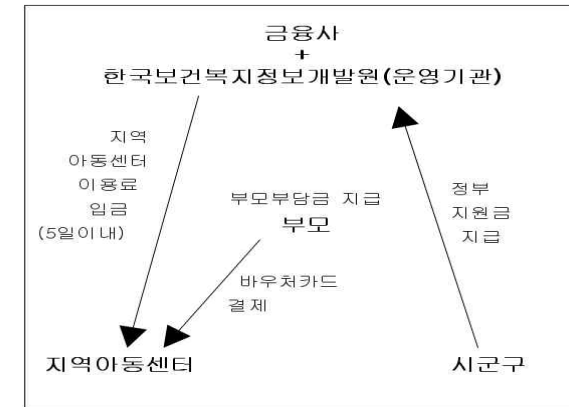 금융사
+
한국보건복지정보개발원(운영기관)
지역
아동센터
이용료
입금
(5일이내)
부모부담금 지급
부모
바우처카드
결제
정부
지원금
지급
지역아동센터
시군구